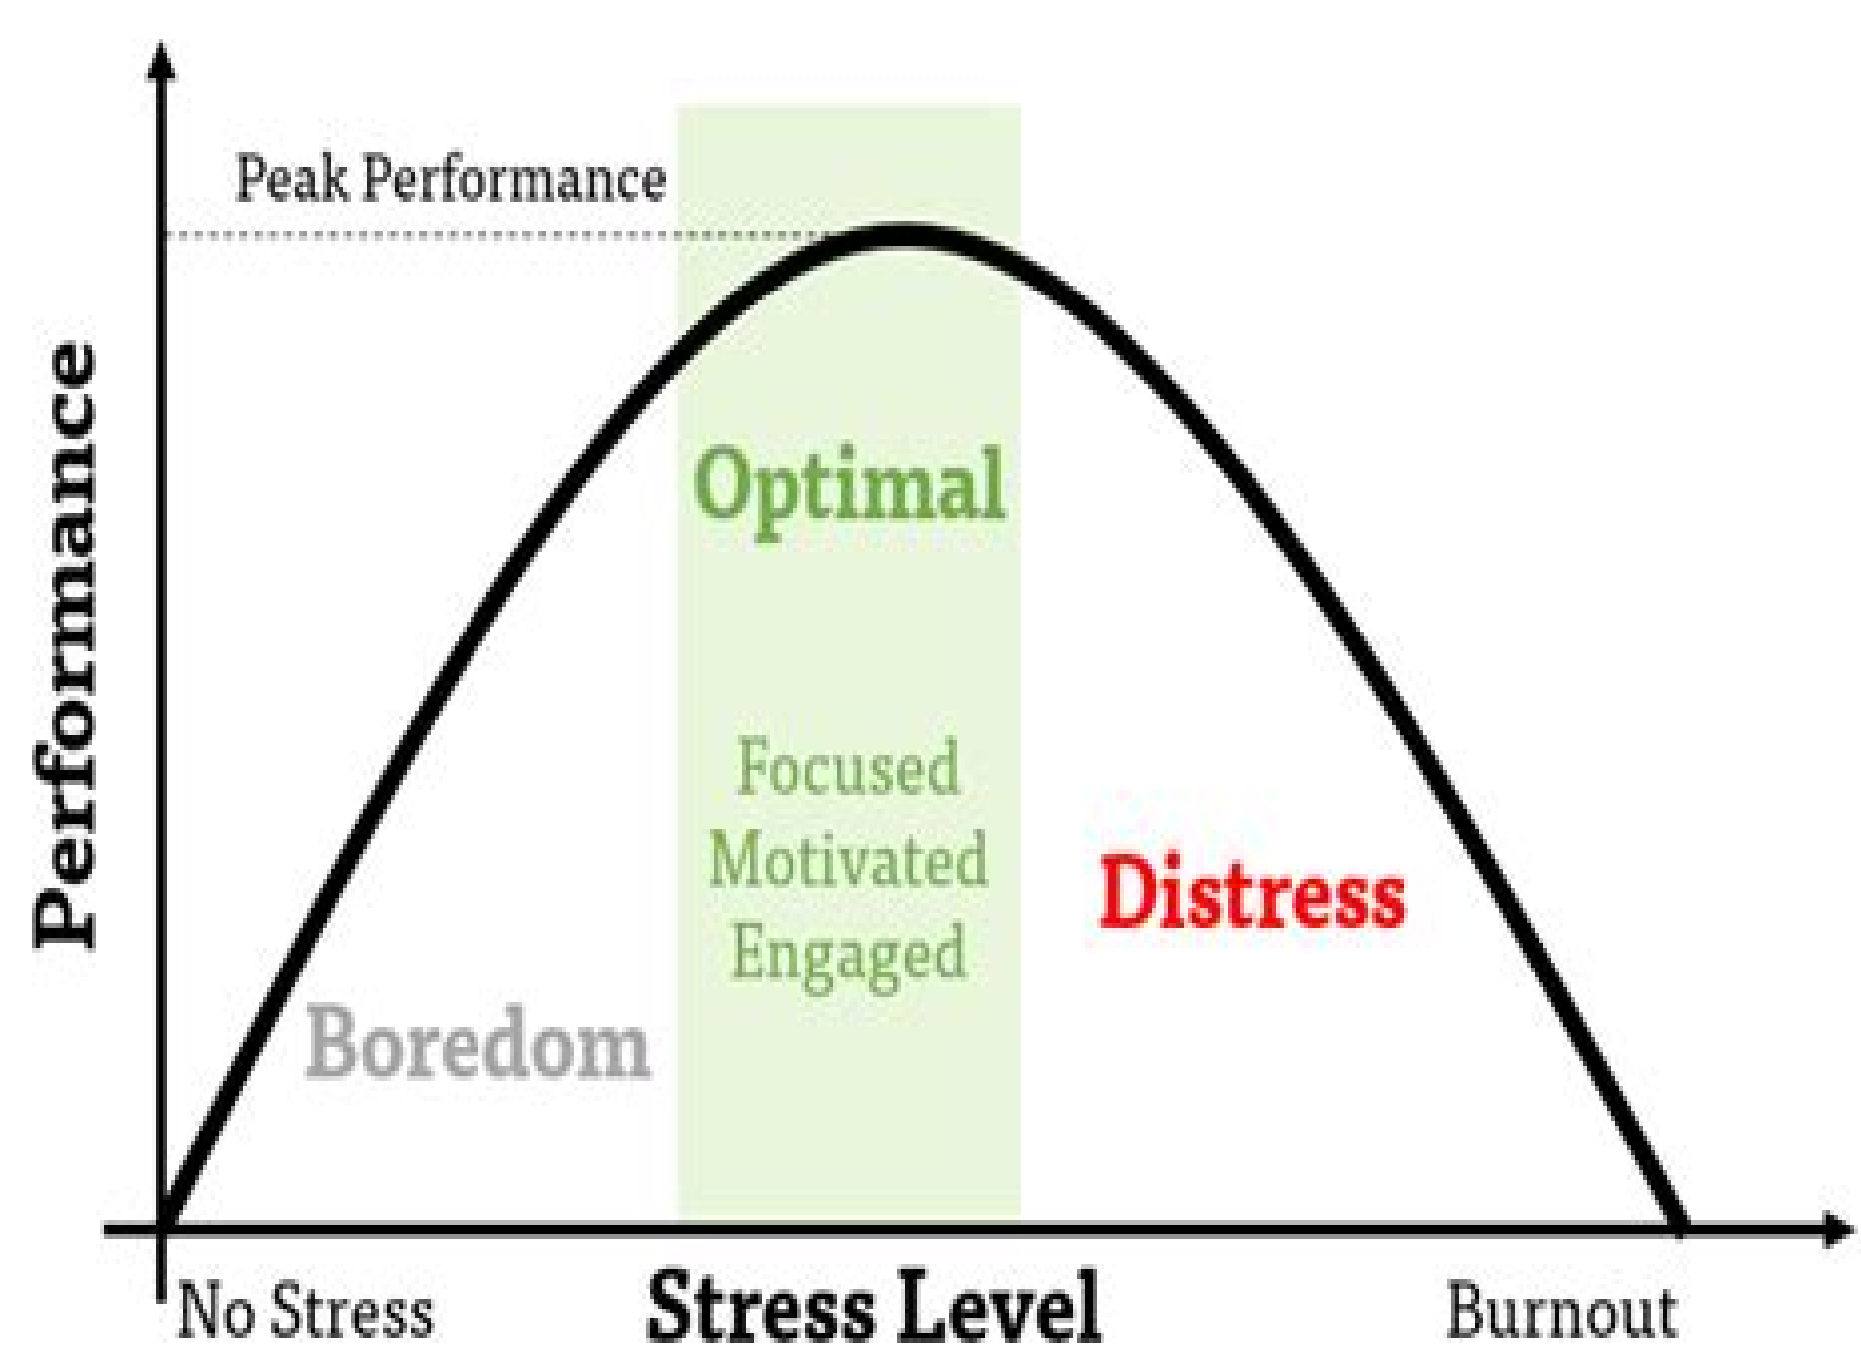 Peak Performance
Performance
Optimal
Focused
Motivated
Engaged
Distress
Boredom
No Stress
Stress Level
Burnout